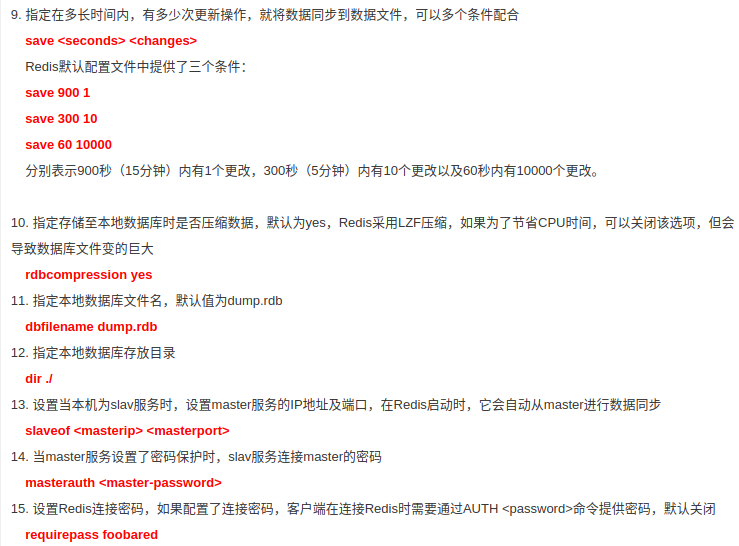 9. 指定在多长时间内，有多少次更新操作，就将数据同步到数据文件，可以多个条件配合
save <seconds> <changes>
Redis默认配置文件中提供了三个条件：
save 900 1
save 300 10
save 60 10000
分别表示900秒（15分钟）内有1个更改，300秒（5分钟）内有10个更改以及60秒内有10000个更改。
10. 指定存储至本地数据库时是否压缩数据，默认为yes，Redis采用LZF压缩，如果为了节省CPU时间，可以关闭该选项，但会
导致数据库文件变的巨大
rdbcompression yes
11. 指定本地数据库文件名，默认值为dump.rdb
dbfilename dump.rdb
12. 指定本地数据库存放目录
dir ./
13. 设置当本机为slav服务时，设置master服务的IP地址及端口，在Redis启动时，它会自动从master进行数据同步
slaveof <masterip> <masterport>
14. 当master服务设置了密码保护时，slav服务连接master的密码
masterauth <master-password>
15. 设置Redis连接密码，如果配置了连接密码，客户端在连接Redis时需要通过AUTH <password>命令提供密码，默认关闭
requirepass foobared